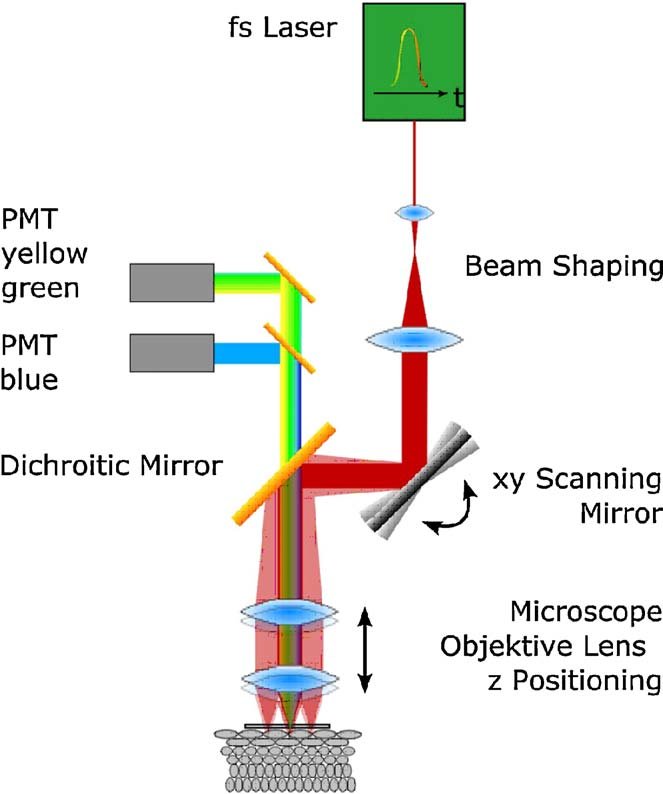 fs Laser
t
PMT
yellow
green
Beam Shaping
PMT
blue
Dichroitic Mirror
xy Scanning
Mirror
Microscope
Objektive Lens
z Positioning